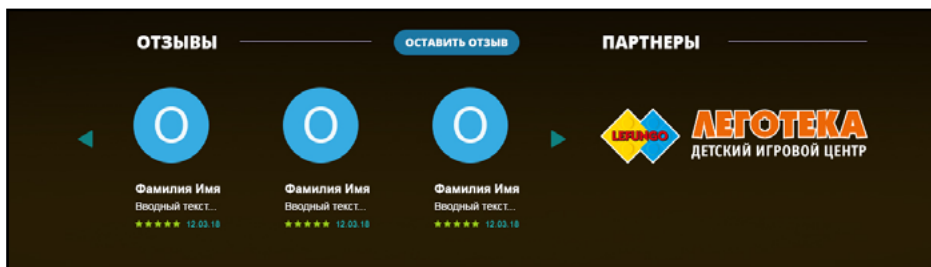 ОТЗЫВЫ
ОСТАВИТЬ ОТЗЫВ
ПАРТНЕРЫ
О О О
Фамилия Имя Фамилия Имя Фамилия Имя
Вводный текст... Вводный текст... Вводный текст...
12.03.18 12.03.18 12.03.18
LEFUNGO
ЛЕГОТЕКА
ДЕТСКИЙ ИГРОВОЙ ЦЕНТР